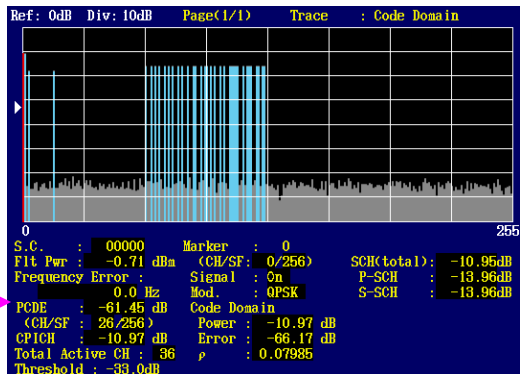 Ref: 0dB Div: 10dB Page(1/1) Trace : Code Domain
0 255
S.C. : 00000 Marker : 0
Flt Pwr : -0.71 dBm (CH/SF: 0/256) SCH(total): -10.95dB
Frequency Error : Signal : On P-SCH : -13.96dB
0.0 Hz Mod. : QPSK S-SCH : -13.96dB
PCDE : -61.45 dB Code Domain
(CH/SF : 26/256) Power : -10.97 dB
CPICH : -10.97 dB Error : -66.17 dB
Total Active CH : 36 ρ : 0.07985
Threshold : -33.0dB